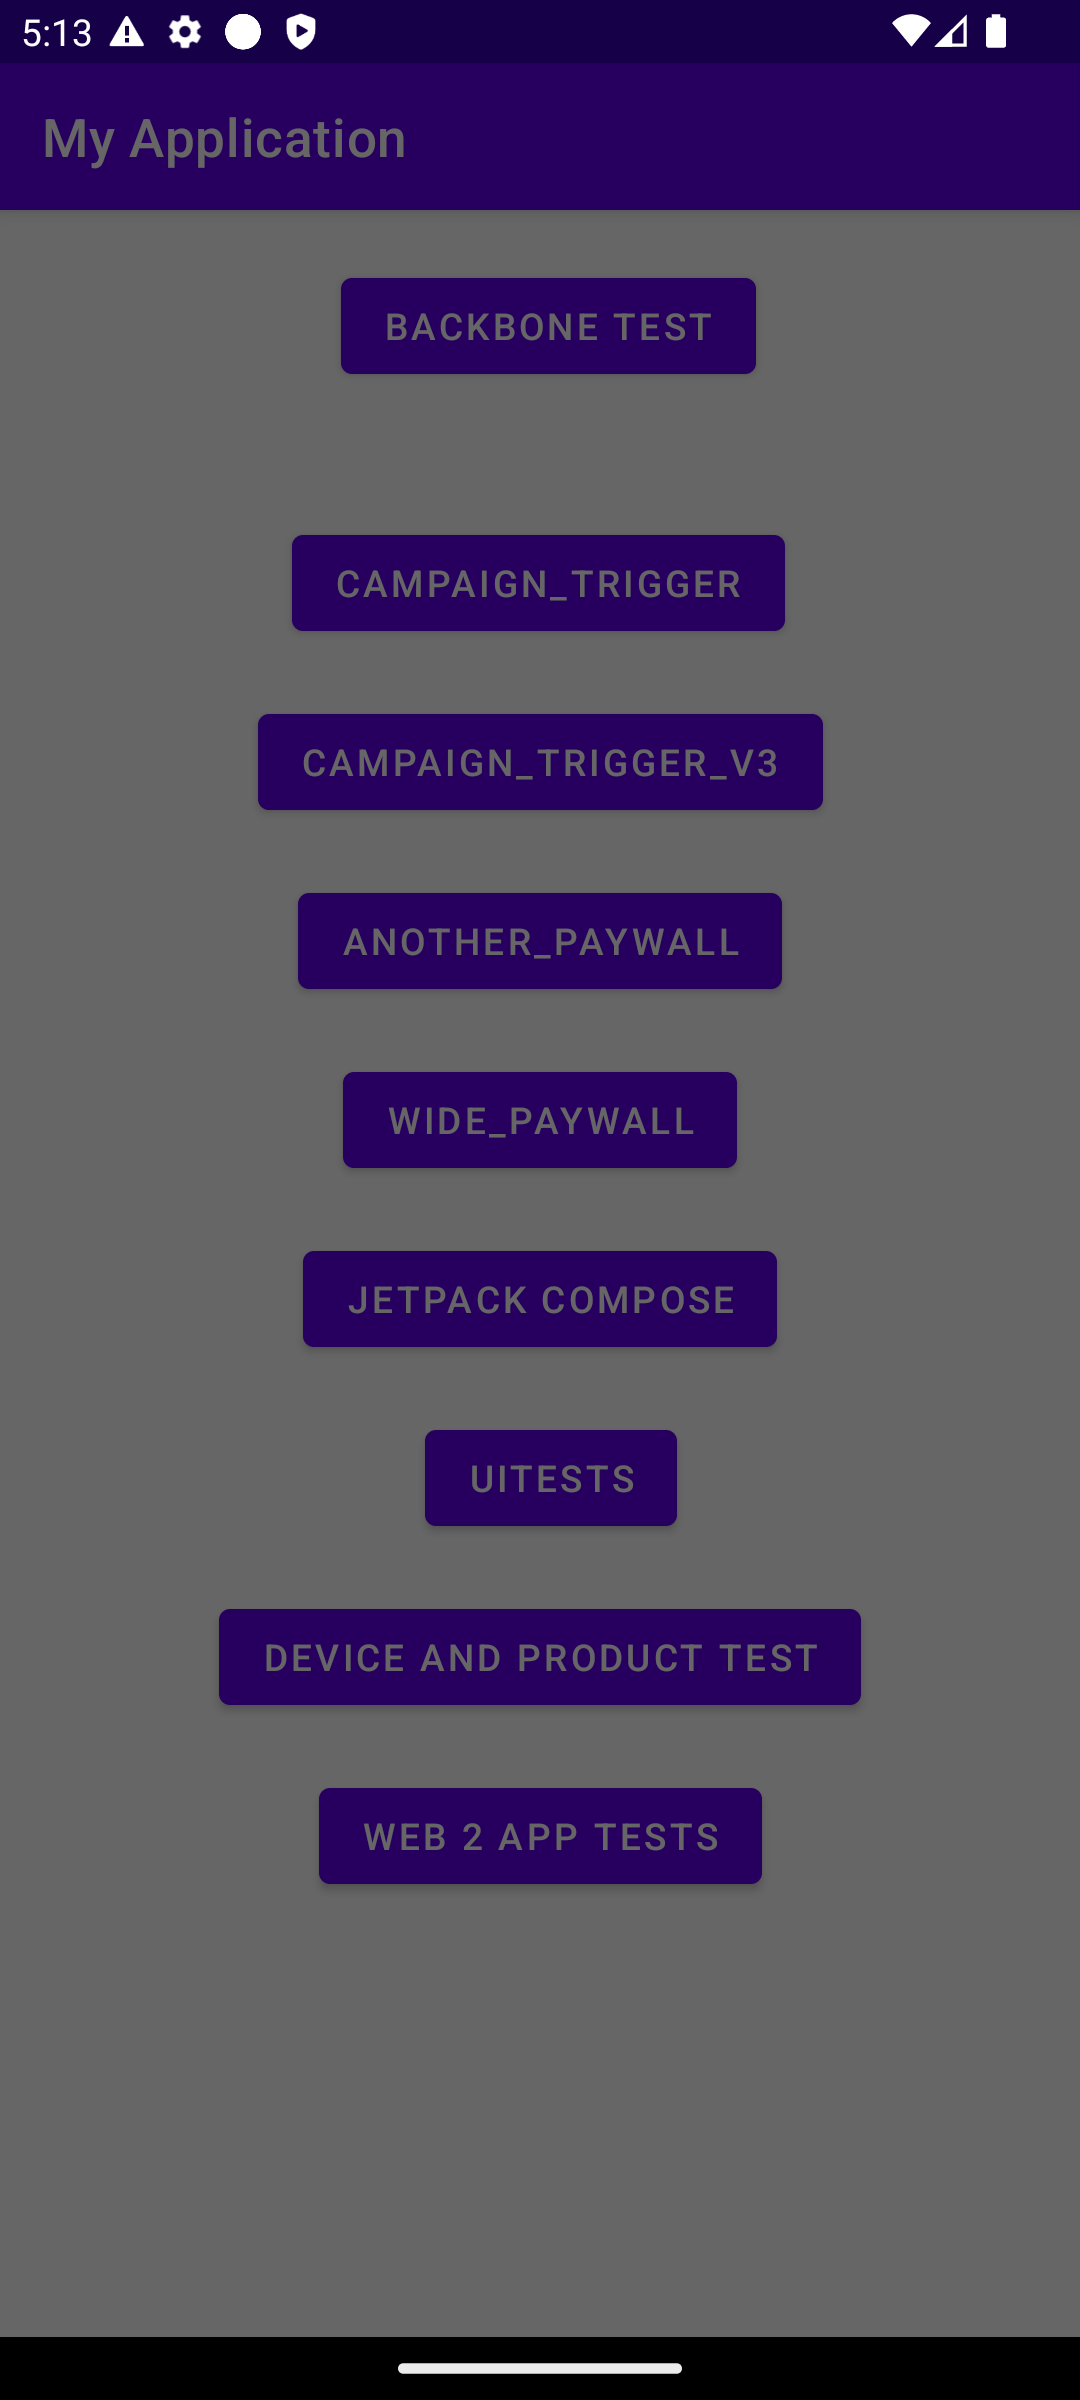 5:13
My Application
BACKBONE TEST
CAMPAIGN_TRIGGER
CAMPAIGN_TRIGGER_V3
ANOTHER_PAYWALL
WIDE_PAYWALL
JETPACK COMPOSE
UITESTS
DEVICE AND PRODUCT TEST
WEB 2 APP TESTS